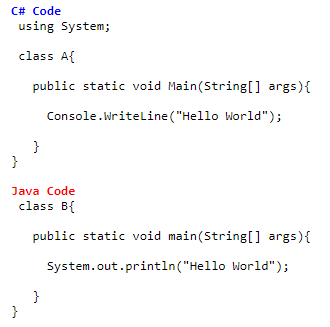 C# Code
using System;
class A{
public static void Main(String[] args){
Console.WriteLine("Hello World");
}
}
Java Code
class B{
public static void main(String[] args){
System.out.println("Hello World");
}
}